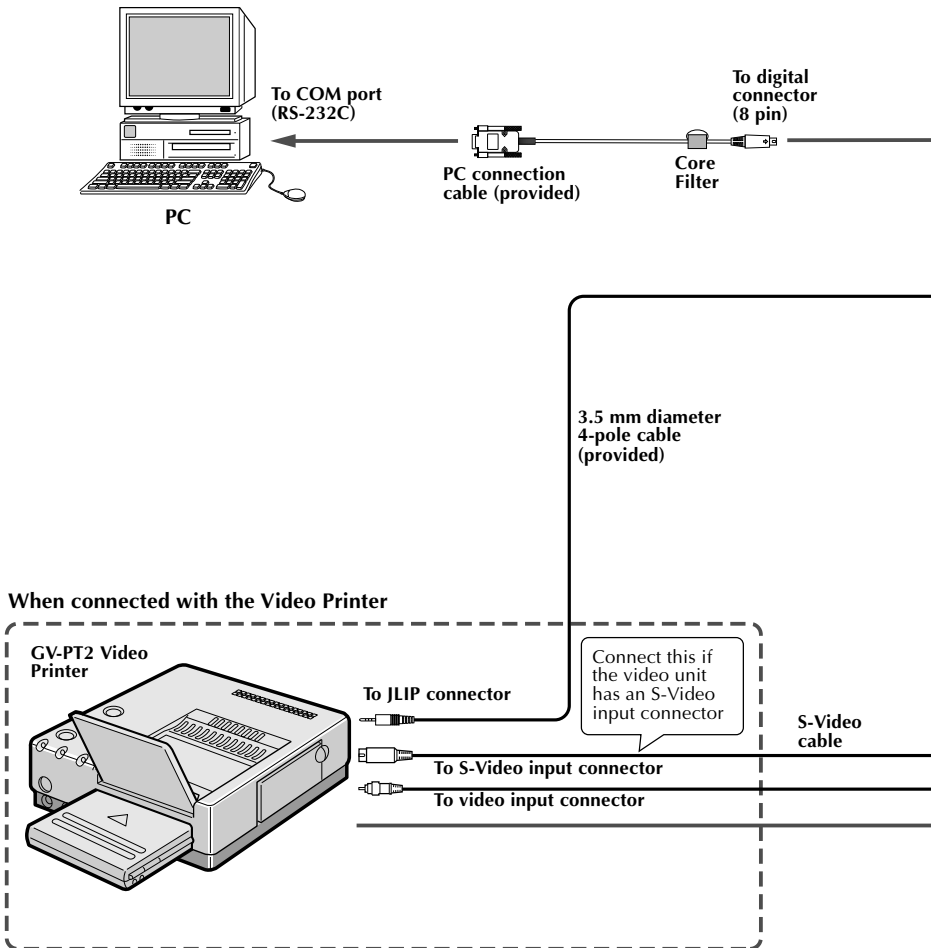 To COM port
(RS-232C)
To digital
connector
(8 pin)
PC connection
cable (provided)
Core
Filter
PC
3.5 mm diameter
4-pole cable
(provided)
When connected with the Video Printer
GV-PT2 Video
Printer
To JLIP connector
Connect this if
the video unit
has an S-Video
input connector
S-Video
cable
To S-Video input connector
To video input connector